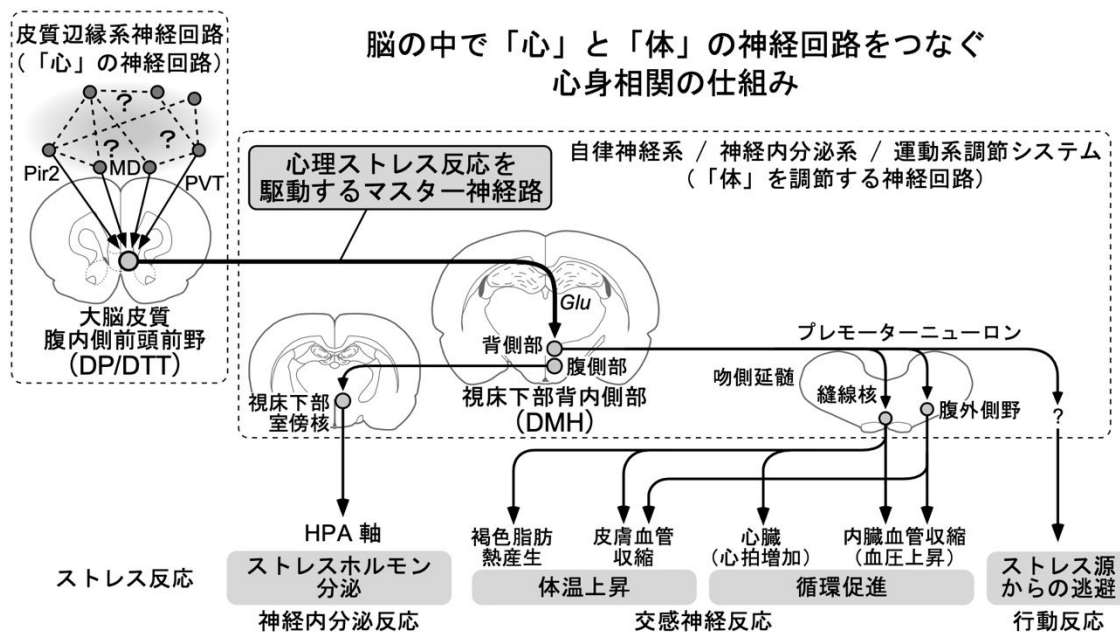 脳の中で「心」と「体」の神経回路をつなぐ
心身相関の仕組み
皮質辺縁系神経回路
(「心」の神経回路)
?
?
?
Pir2
MD
PVT
大脳皮質
腹内側前頭前野
(DP/DTT)
心理ストレス反応を
駆動するマスター神経路
自律神経系 / 神経内分泌系 / 運動系調節システム
(「体」を調節する神経回路)
Glu
背側部
腹側部
視床下部背内側部
(DMH)
視床下部
室傍核
プレモーターニューロン
吻側延髄
縫線核
腹外側野
?
HPA 軸
褐色脂肪
熱産生
皮膚血管
収縮
心臓
(心拍増加)
内臓血管収縮
(血圧上昇)
ストレス反応
ストレスホルモン
分泌
体温上昇
循環促進
ストレス源
からの逃避
神経内分泌反応
交感神経反応
行動反応